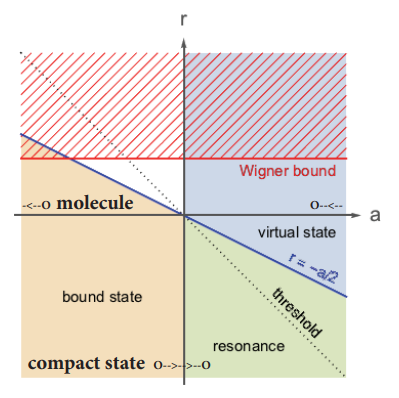 r
Wigner bound
-<--O molecule
O--<--
a
virtual state
r = -a/2
bound state
threshold
resonance
compact state O-->-->--O